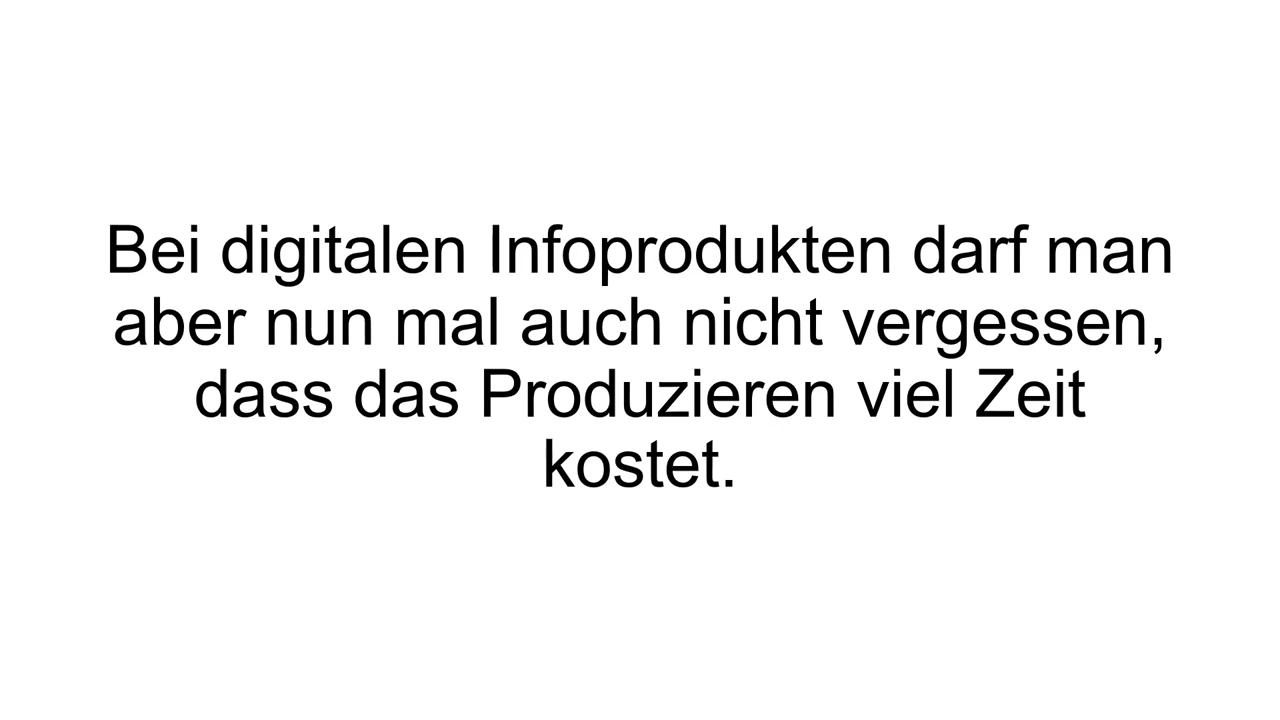 Bei digitalen Infoprodukten darf man
aber nun mal auch nicht vergessen,
dass das Produzieren viel Zeit
kostet.